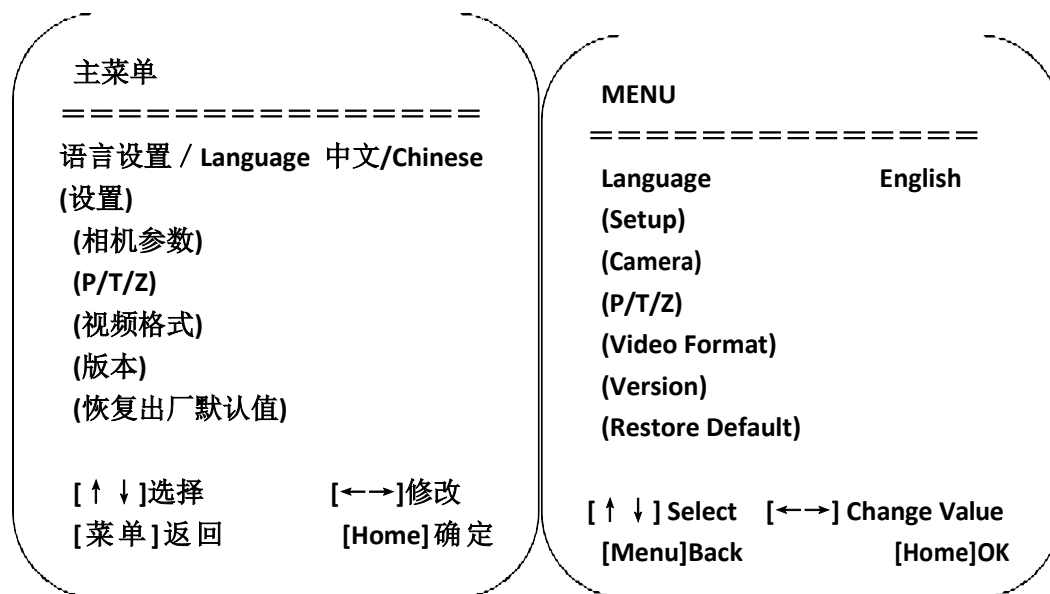 主菜单
===============
语言设置 / Language 中文/Chinese
(设置)
(相机参数)
(P/T/Z)
(视频格式)
(版本)
(恢复出厂默认值)
[↑↓]选择 [←→]修改
[菜单]返回 [Home]确定
MENU
==============
Language English
(Setup)
(Camera)
(P/T/Z)
(Video Format)
(Version)
(Restore Default)
[↑↓] Select [←→] Change Value
[Menu]Back [Home]OK